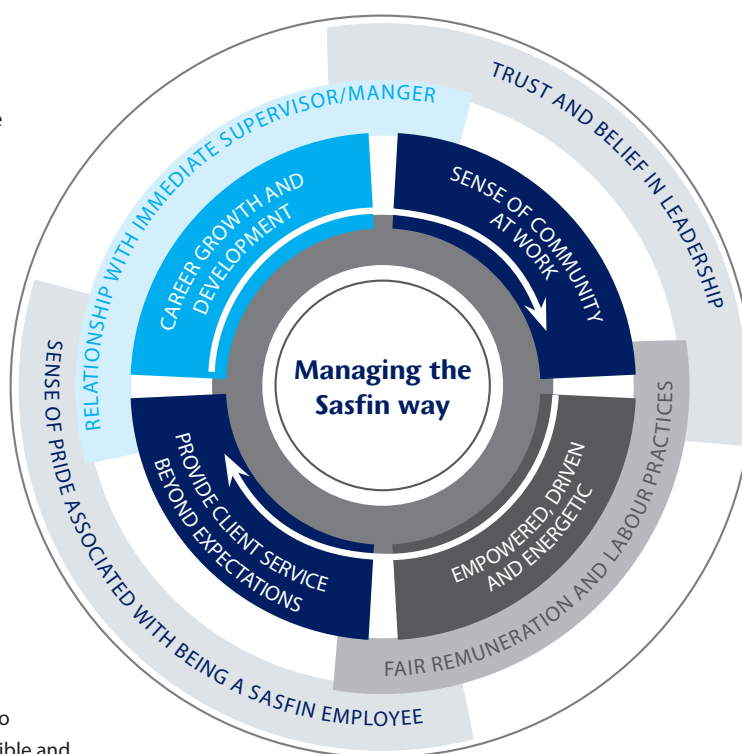 TRUST AND BELIEF IN LEADERSHIP
RELATIONSHIP WITH IMMEDIATE SUPERVISOR/MANGER
CAREER GROWTH AND
DEVELOPMENT
SENSE OF COMMUNITY
AT WORK
Managing the
Sasfin way
PROVIDE CLIENT SERVICE
BEYOND EXPECTATIONS
EMPOWERED, DRIVEN
AND ENERGETIC
FAIR REMUNERATION AND LABOUR PRACTICES
SENSE OF PRIDE ASSOCIATED WITH BEING A SASFIN EMPLOYEE